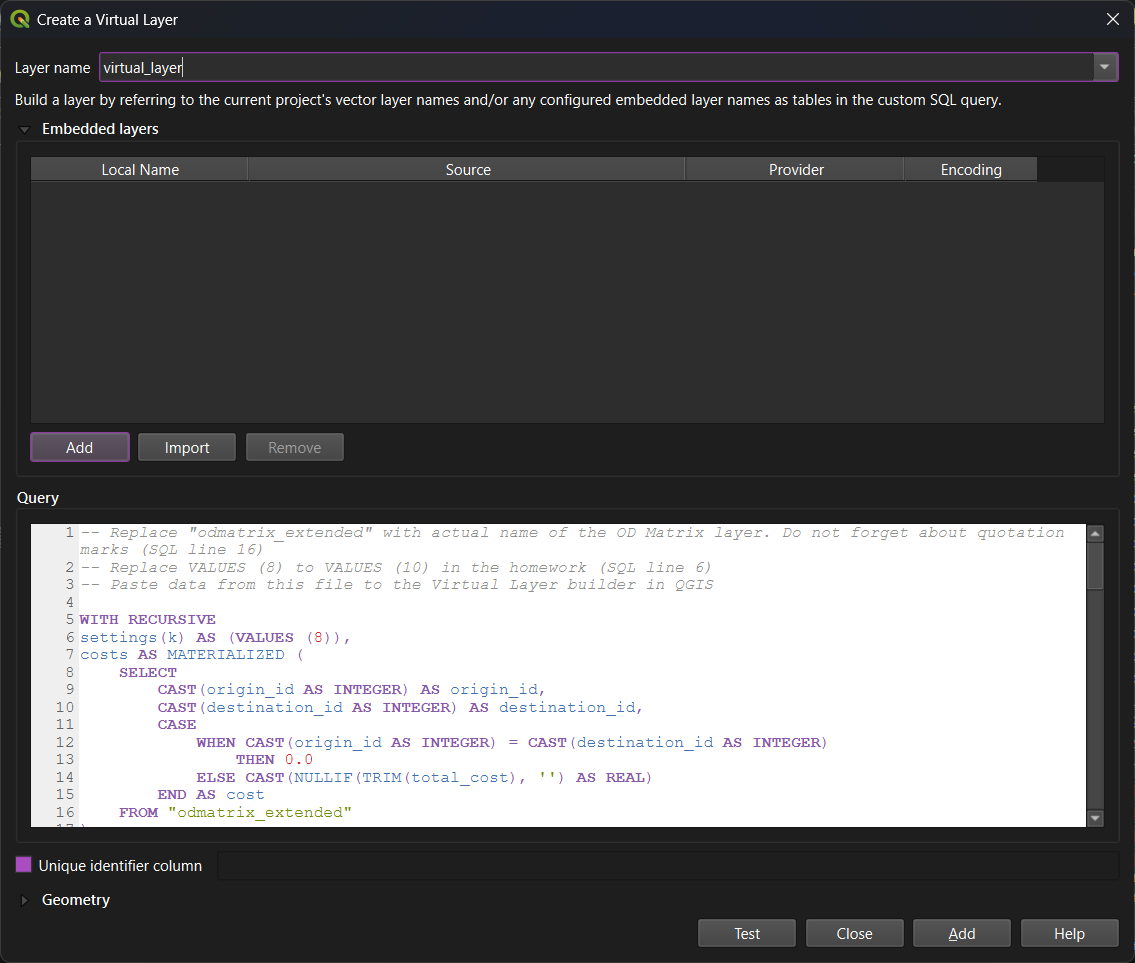 Create a Virtual Layer
Layer name virtual_layer
Build a layer by referring to the current project's vector layer names and/or any configured embedded layer names as tables in the custom SQL query.
Embedded layers
Local Name Source Provider Encoding
Add Import Remove
Query
1 -- Replace "odmatrix_extended" with actual name of the OD Matrix layer. Do not forget about quotation
marks (SQL line 16)
2 -- Replace VALUES (8) to VALUES (10) in the homework (SQL line 6)
3 -- Paste data from this file to the Virtual Layer builder in QGIS
4
5 WITH RECURSIVE
6 settings(k) AS (VALUES (8)),
7 costs AS MATERIALIZED (
8     SELECT
9         CAST(origin_id AS INTEGER) AS origin_id,
10         CAST(destination_id AS INTEGER) AS destination_id,
11         CASE
12             WHEN CAST(origin_id AS INTEGER) = CAST(destination_id AS INTEGER)
13                 THEN 0.0
14             ELSE CAST(NULLIF(TRIM(total_cost), '') AS REAL)
15         END AS cost
16     FROM "odmatrix_extended"
Unique identifier column
Geometry
Test Close Add Help